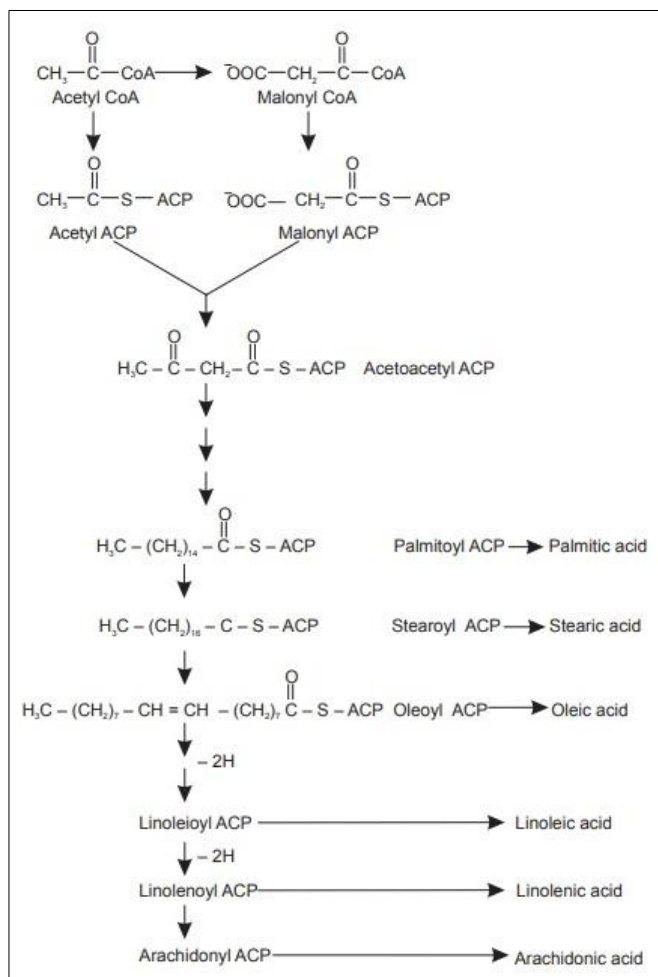 O
O
CH₃ – C – CoA
⁻OOC – CH₂ – C – CoA
Acetyl CoA
Malonyl CoA
O
O
CH₃ – C – S – ACP
⁻OOC – CH₂ – C – S – ACP
Acetyl ACP
Malonyl ACP
O
O
H₃C – C – CH₂ – C – S – ACP Acetoacetyl ACP
O
H₃C – (CH₂)₁₄ – C – S – ACP
Palmitoyl ACP
Palmitic acid
H₃C – (CH₂)₁₆ – C – S – ACP
Stearoyl ACP
Stearic acid
O
H₃C – (CH₂)₇ – CH = CH – (CH₂)₇ C – S – ACP Oleoyl ACP
Oleic acid
– 2H
Linoleioyl ACP
Linoleic acid
– 2H
Linolenoyl ACP
Linolenic acid
Arachidonyl ACP
Arachidonic acid